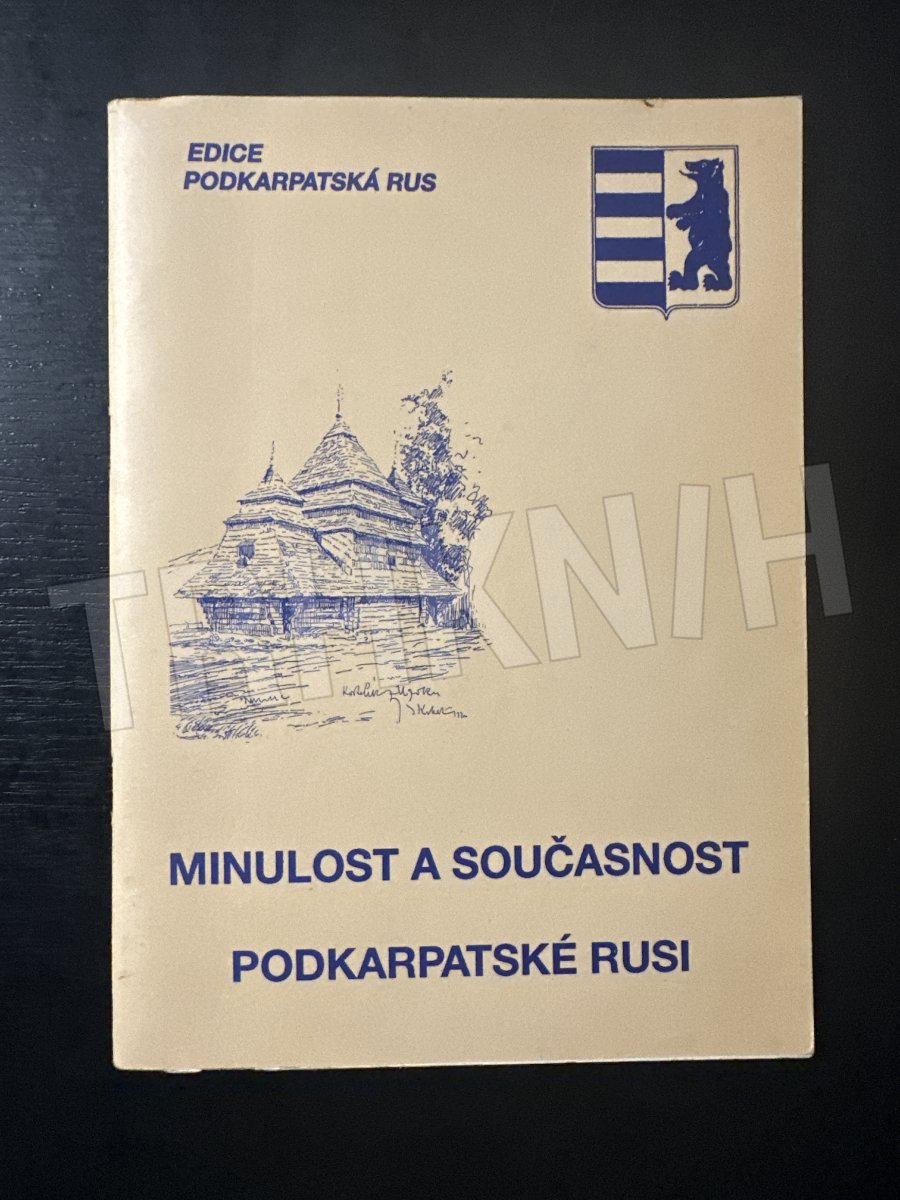 EDICE
PODKARPATSKÁ RUS
MINULOST A SOUČASNOST
PODKARPATSKÉ RUSI